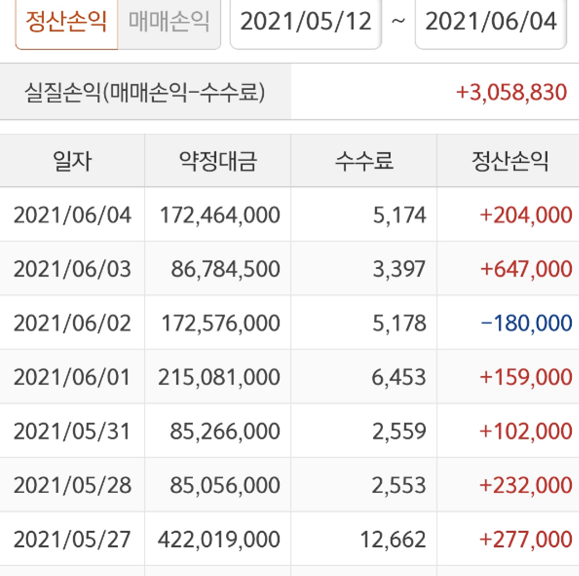 정산손익 매매손익 2021/05/12 ~ 2021/06/04
실질손익(매매손익-수수료) +3,058,830
일자 약정대금 수수료 정산손익
2021/06/04 172,464,000 5,174 +204,000
2021/06/03 86,784,500 3,397 +647,000
2021/06/02 172,576,000 5,178 -180,000
2021/06/01 215,081,000 6,453 +159,000
2021/05/31 85,266,000 2,559 +102,000
2021/05/28 85,056,000 2,553 +232,000
2021/05/27 422,019,000 12,662 +277,000